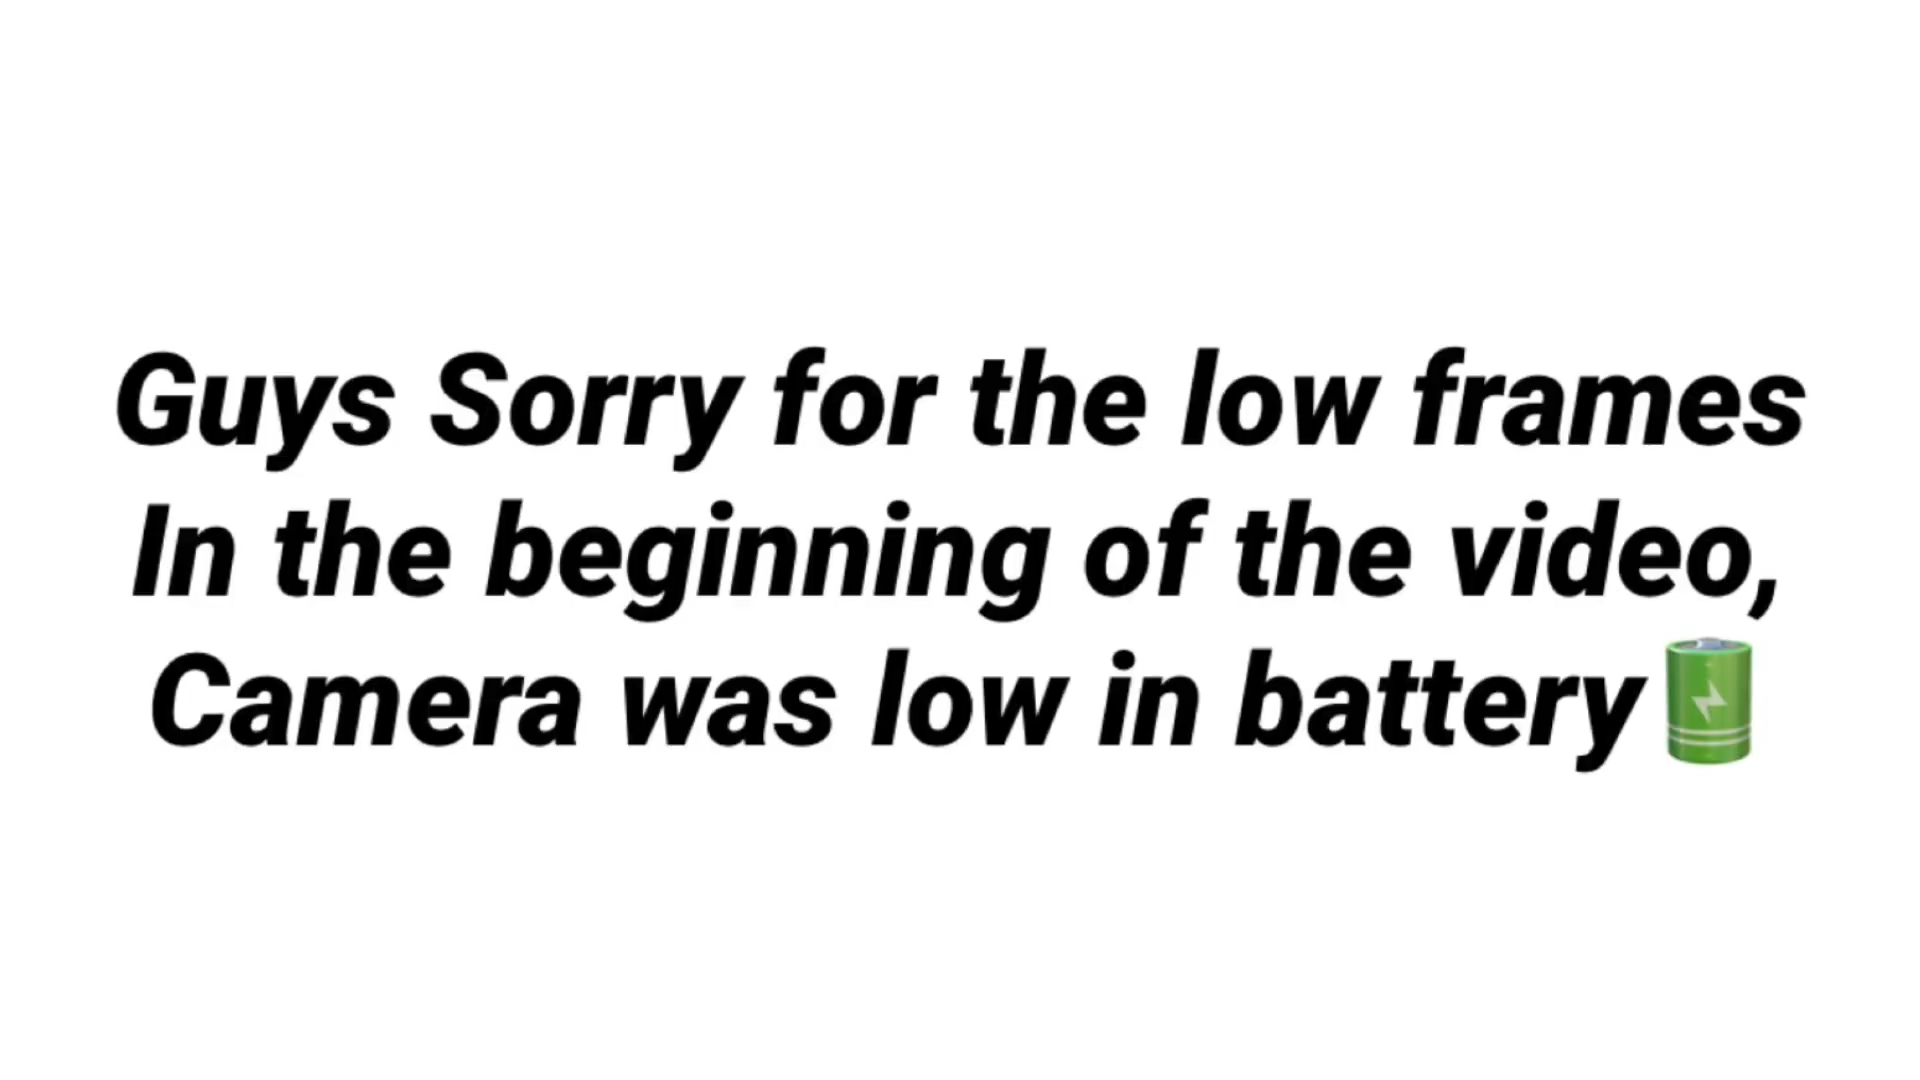 Guys Sorry for the low frames
In the beginning of the video,
Camera was low in battery🔋